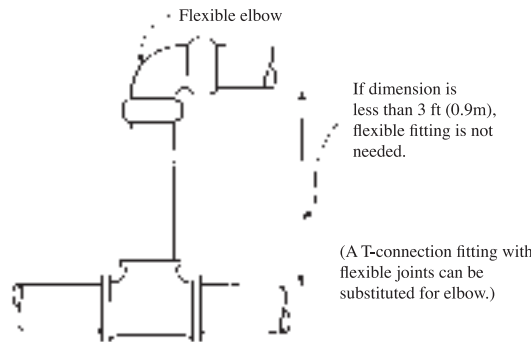 Flexible elbow
If dimension is
less than 3 ft (0.9m),
flexible fitting is not
needed.
(A T-connection fitting with
flexible joints can be
substituted for elbow.)